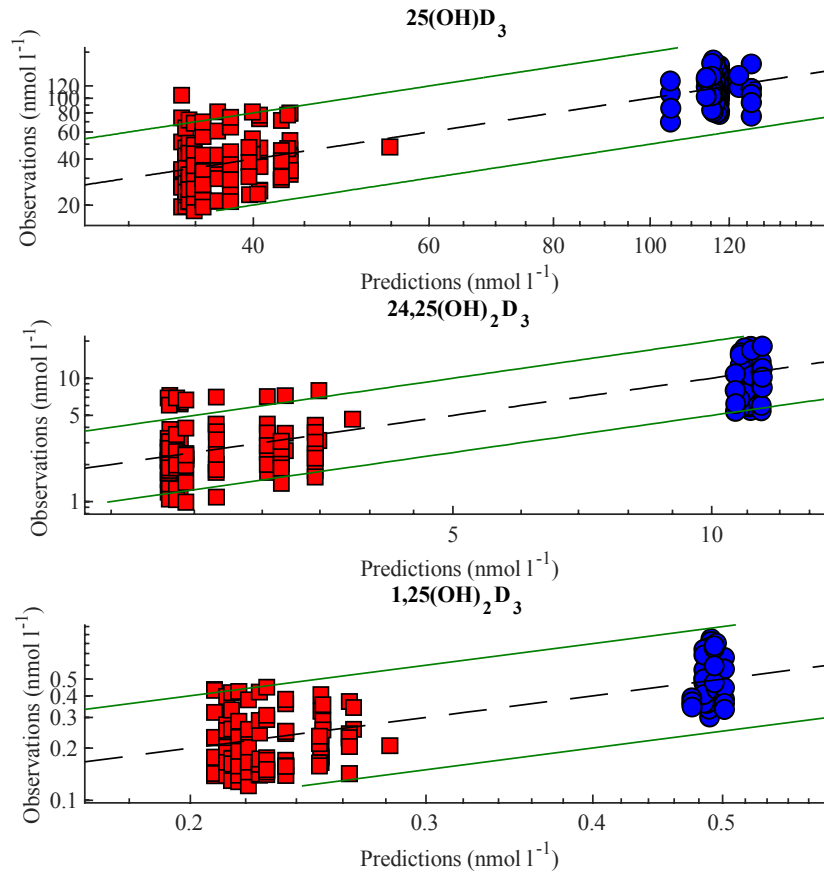 25(OH)D3
Observations (nmol l-1)
120
100
80
60
40
20
40 60 80 100 120
Predictions (nmol l-1)
24,25(OH)2D3
Observations (nmol l-1)
10
5
1
5 10
Predictions (nmol l-1)
1,25(OH)2D3
Observations (nmol l-1)
0.5
0.4
0.3
0.2
0.1
0.2 0.3 0.4 0.5
Predictions (nmol l-1)